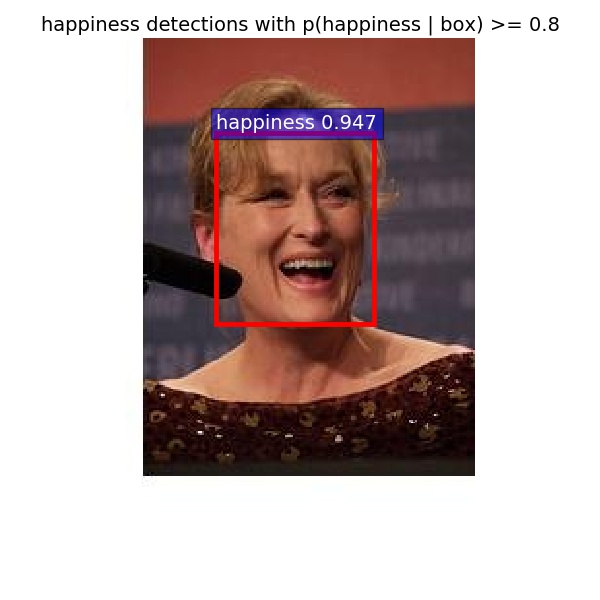 happiness detections with p(happiness | box) >= 0.8
happiness 0.947